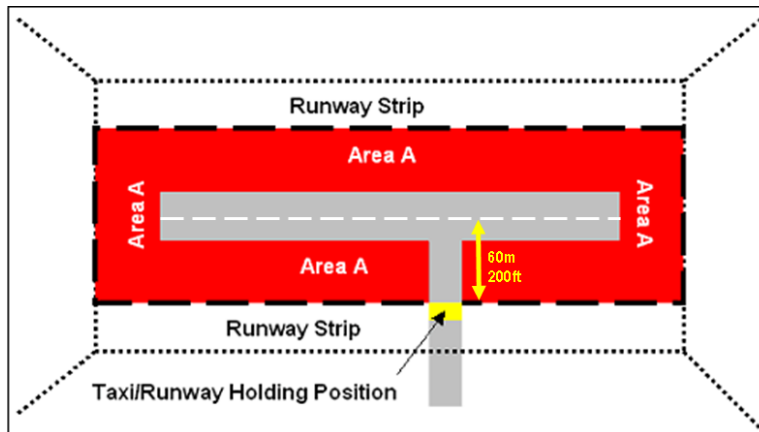 Runway Strip
Area A
Area A
Area A
60m
200ft
Area A
Runway Strip
Taxi/Runway Holding Position